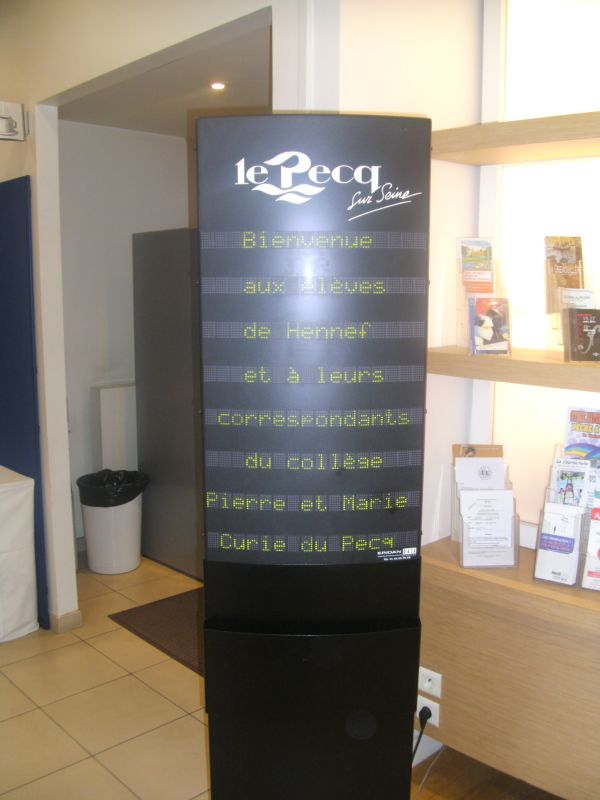 le Pecq
sur Seine
Bienvenue
aux élèves
de Hennef
et à leurs
correspondants
du collège
Pierre et Marie
Curie du Pecq
ERIDAN